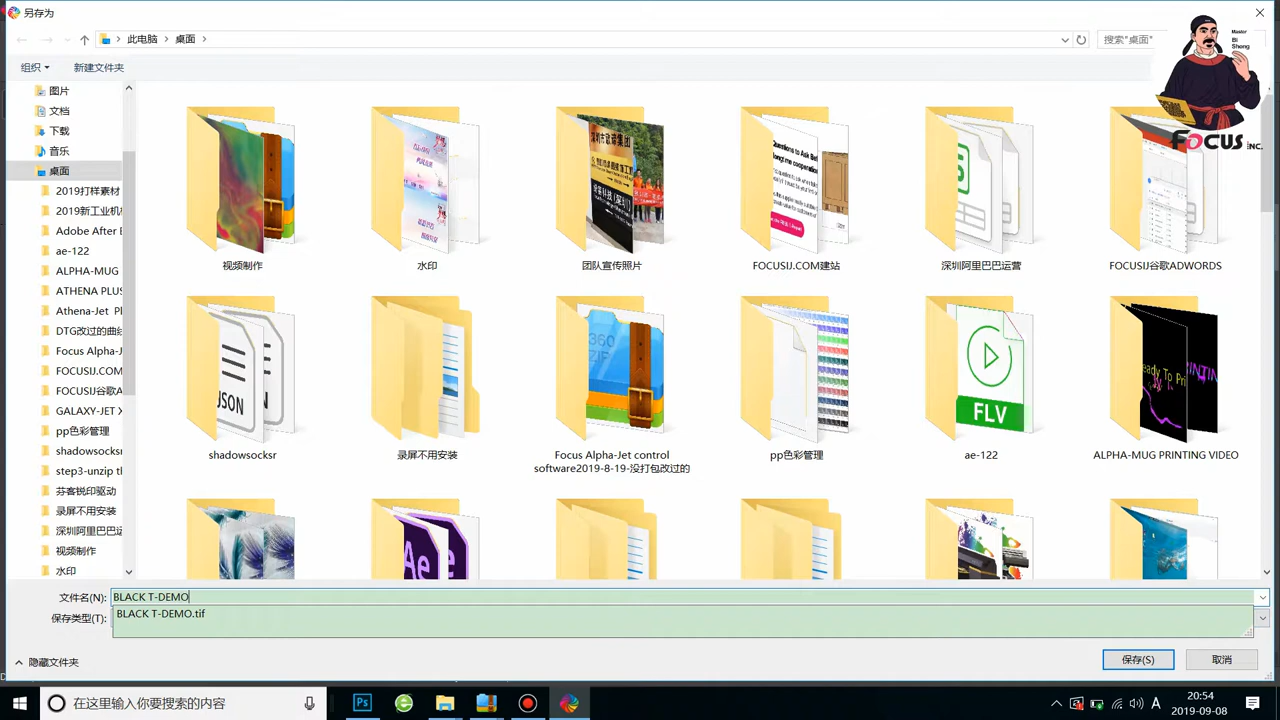 另存为
Master
Bi
Sheng
此电脑
桌面
搜索"桌面"
组织
新建文件夹
FOCUS INC.
图片
文档
下载
音乐
桌面
2019打样素材
2019新工业机
Adobe After E
ae-122
ALPHA-MUG
ATHENA PLUS
Athena-Jet Pl
DTG改过的曲线
Focus Alpha-J
FOCUSIJ.COM
FOCUSIJ谷歌A
GALAXY-JET X
pp色彩管理
shadowsocksr
step3-unzip th
芬客锐印驱动
录屏不用安装
深圳阿里巴巴运
视频制作
水印
视频制作
水印
团队宣传照片
FOCUSIJ.COM建站
深圳阿里巴巴运营
FOCUSIJ谷歌ADWORDS
JSON
360
ZIP
FLV
eady To Pri
shadowsocksr
录屏不用安装
Focus Alpha-Jet control
software2019-8-19-没打包改过的
pp色彩管理
ae-122
ALPHA-MUG PRINTING VIDEO
Ae
文件名(N):
BLACK T-DEMO
保存类型(T):
BLACK T-DEMO.tif
隐藏文件夹
保存(S)
取消
在这里输入你要搜索的内容
Ps
A
20:54
2019-09-08